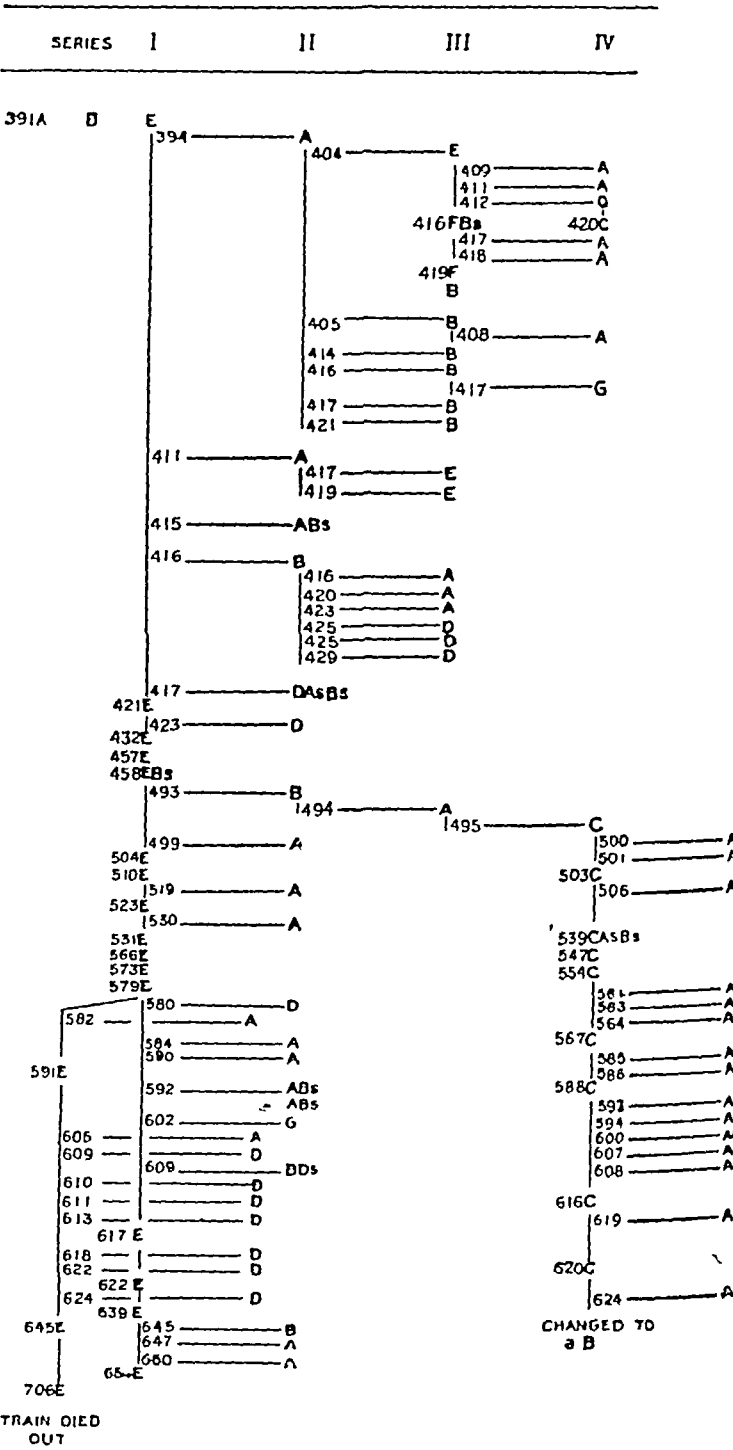 SERIES I II III IV
391A D E
394 A
404 E
409 A
411 A
412
416FBs 420C
417 A
418 A
419F
B
405 B
408 A
414 B
416 B
417 G
417 B
421 B
411 A
417 E
419 E
415 ABs
416 B
416 A
420 A
423 A
425 D
425 D
429 D
417 DAsBs
421E
423 D
432E
457E
458EBs
493 B
494 A
495 C
499 A 500 A
504E 501 A
510E 503C
519 A 506 A
523E
530 A
531E 539CAsBs
566E 547C
573E 554C
579E
580 D 561 A
582 A 563 A
564 A
584 A 567C
590 A 585 A
591E 586 A
592 ABs 588C
ABs 593 A
602 G 594 A
605 A 600 A
609 D 607 A
609 BDs 608 A
610 D
611 D 616C
613 D 619 A
617 E
618 D
622 D 620C
622 E
624 D 624 A
639 E
645E 645 B CHANGED TO
647 A a B
650 A
E
706E
TRAIN DIED
OUT